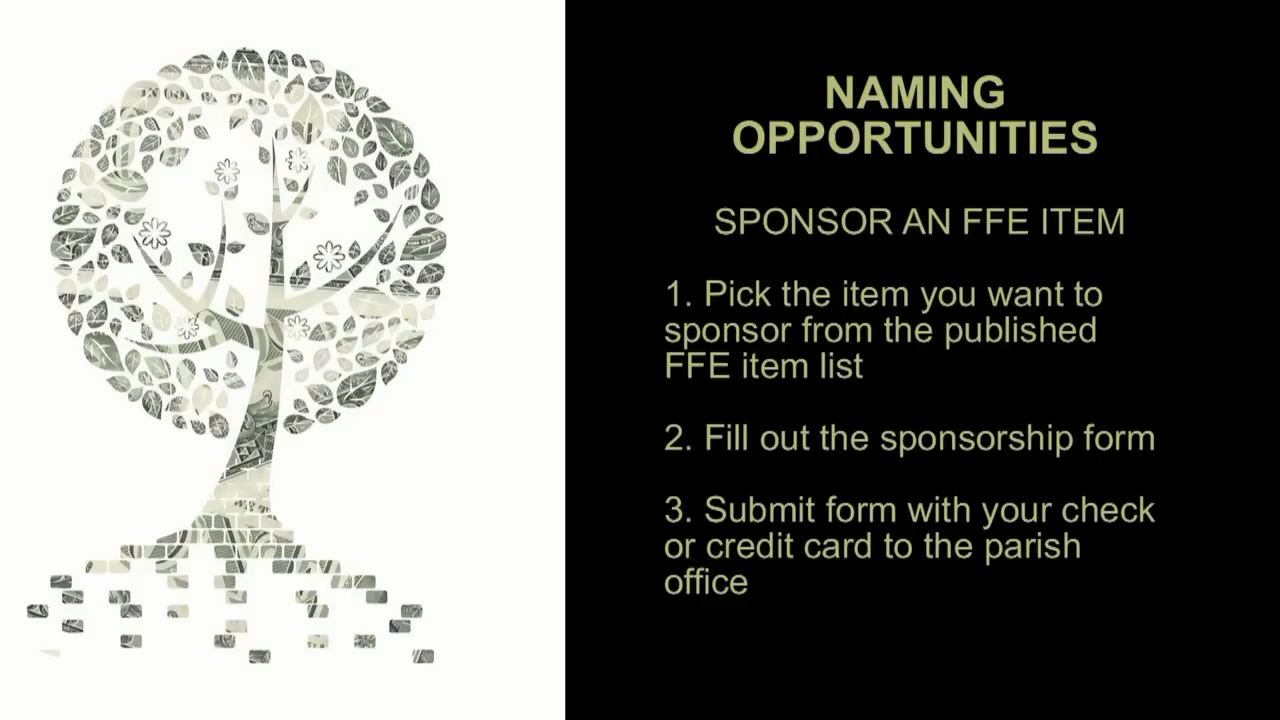 NAMING
OPPORTUNITIES
SPONSOR AN FFE ITEM
1. Pick the item you want to
sponsor from the published
FFE item list
2. Fill out the sponsorship form
3. Submit form with your check
or credit card to the parish
office